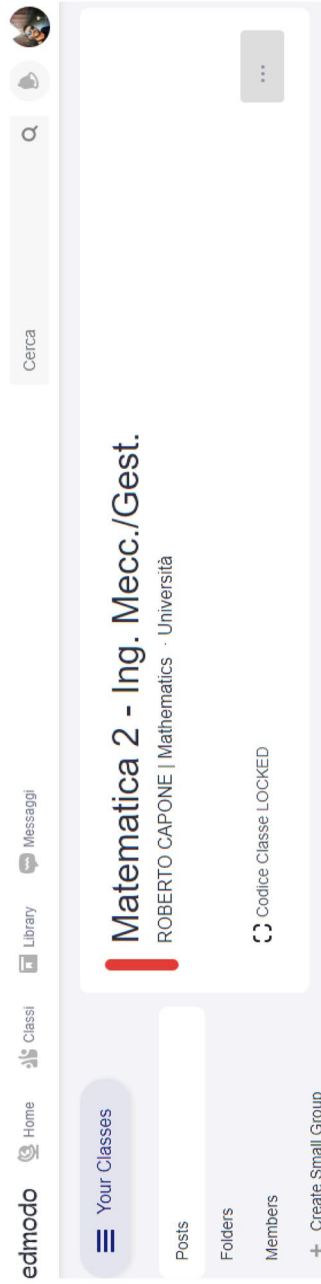 edmodo Home Classi Library Messaggi Cerca
Your Classes
Posts
Folders
Members
+ Create Small Group
Matematica 2 - Ing. Mecc./Gest.
ROBERTO CAPONE | Mathematics · Università
Codice Classe LOCKED
...